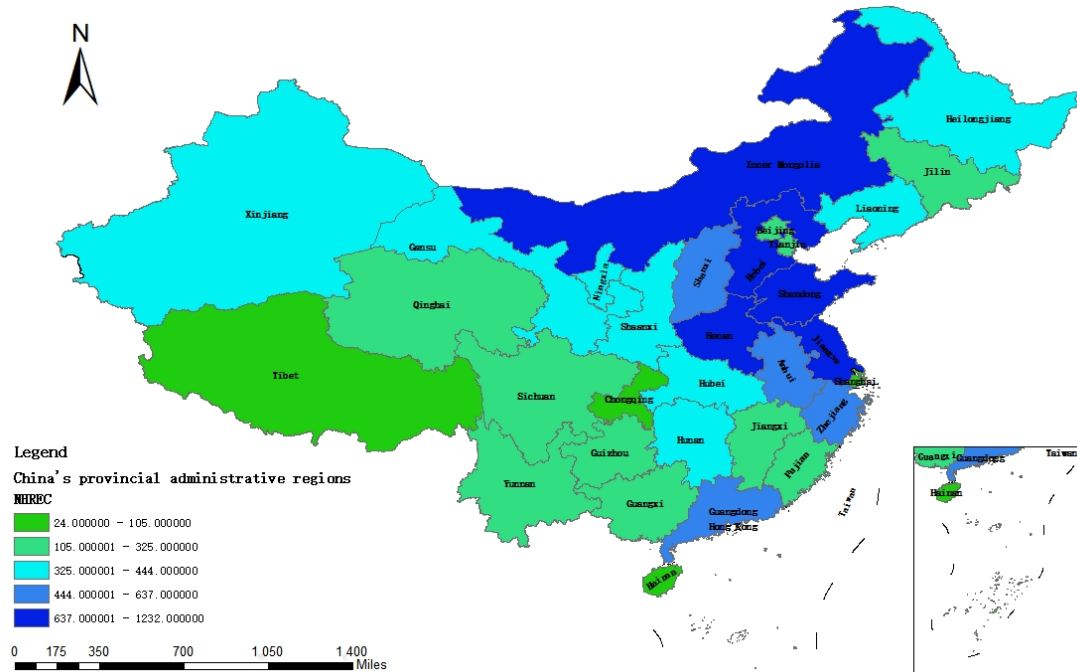 N
Heilongjiang
Inner Mongolia
Jilin
Xinjiang
Liaoning
Beijing
Gansu
Tianjin
Shanxi
Hebei
Ningxia
Qinghai
Shandong
Shaanxi
Henan
Jiangsu
Tibet
Anhui
Hubei
Shanghai
Sichuan
Chongqing
Zhejiang
Hunan
Jiangxi
Guizhou
Fujian
Yunnan
Guangxi
Taiwan
Guangdong
Hong Kong
Hainan
Guangxi
Guangdong
Taiwan
Hainan
Legend
China's provincial administrative regions
NHREC
24.000000 - 105.000000
105.000001 - 325.000000
325.000001 - 444.000000
444.000001 - 637.000000
637.000001 - 1232.000000
0 175 350 700 1.050 1.400
Miles